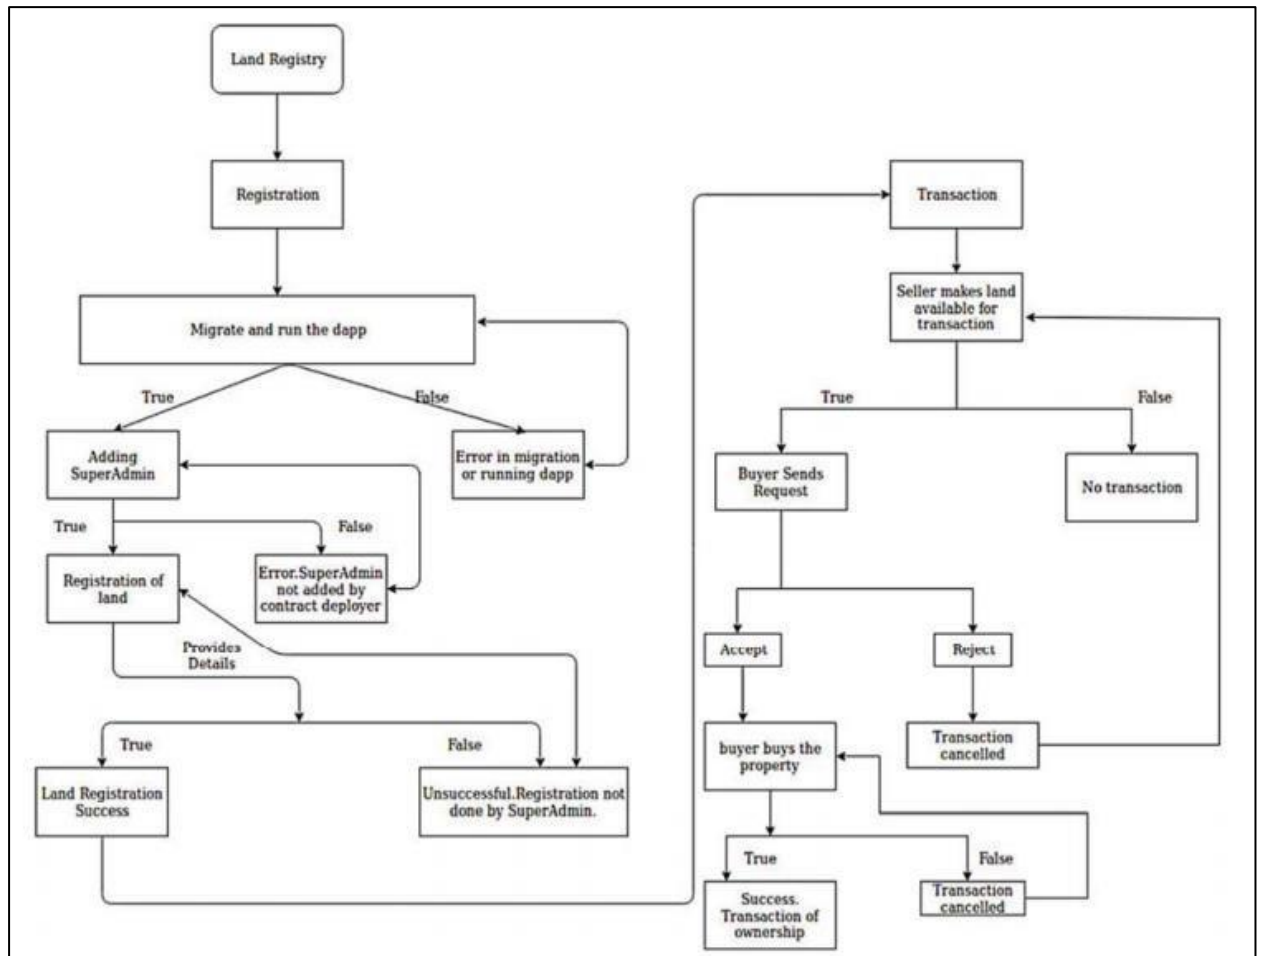 Land Registry
Registration
Migrate and run the dapp
True
False
Adding
SuperAdmin
Error in migration
or running dapp
True
False
Registration of
land
Error.SuperAdmin
not added by
contract deployer
Provides
Details
True
False
Land Registration
Success
Unsuccessful.Registration not
done by SuperAdmin.
Transaction
Seller makes land
available for
transaction
True
False
Buyer Sends
Request
No transaction
Accept
Reject
buyer buys the
property
Transaction
cancelled
True
False
Success.
Transaction of
ownership
Transaction
cancelled